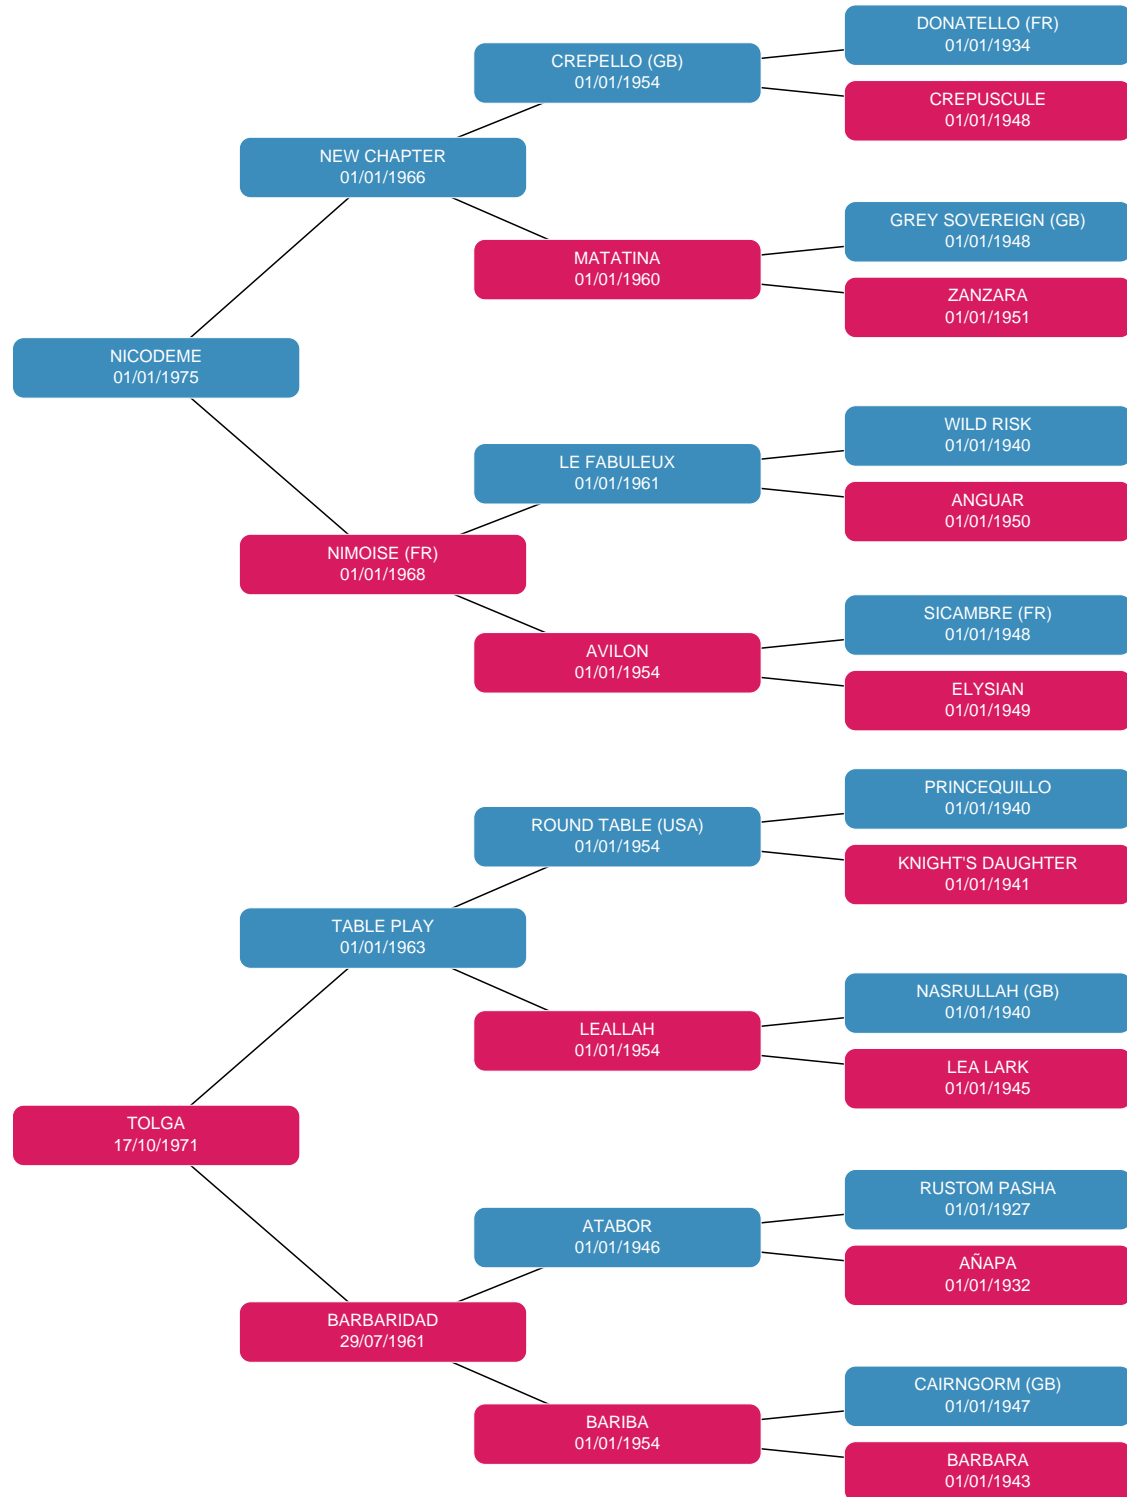 DONATELLO (FR)
01/01/1934
CREPELLO (GB)
01/01/1954
CREPUSCULE
01/01/1948
NEW CHAPTER
01/01/1966
GREY SOVEREIGN (GB)
01/01/1948
MATATINA
01/01/1960
ZANZARA
01/01/1951
NICODEME
01/01/1975
WILD RISK
01/01/1940
LE FABULEUX
01/01/1961
ANGUAR
01/01/1950
NIMOISE (FR)
01/01/1968
SICAMBRE (FR)
01/01/1948
AVILON
01/01/1954
ELYSIAN
01/01/1949
PRINCEQUILLO
01/01/1940
ROUND TABLE (USA)
01/01/1954
KNIGHT'S DAUGHTER
01/01/1941
TABLE PLAY
01/01/1963
NASRULLAH (GB)
01/01/1940
LEALLAH
01/01/1954
LEA LARK
01/01/1945
TOLGA
17/10/1971
RUSTOM PASHA
01/01/1927
ATABOR
01/01/1946
AÑAPA
01/01/1932
BARBARIDAD
29/07/1961
CAIRNGORM (GB)
01/01/1947
BARIBA
01/01/1954
BARBARA
01/01/1943